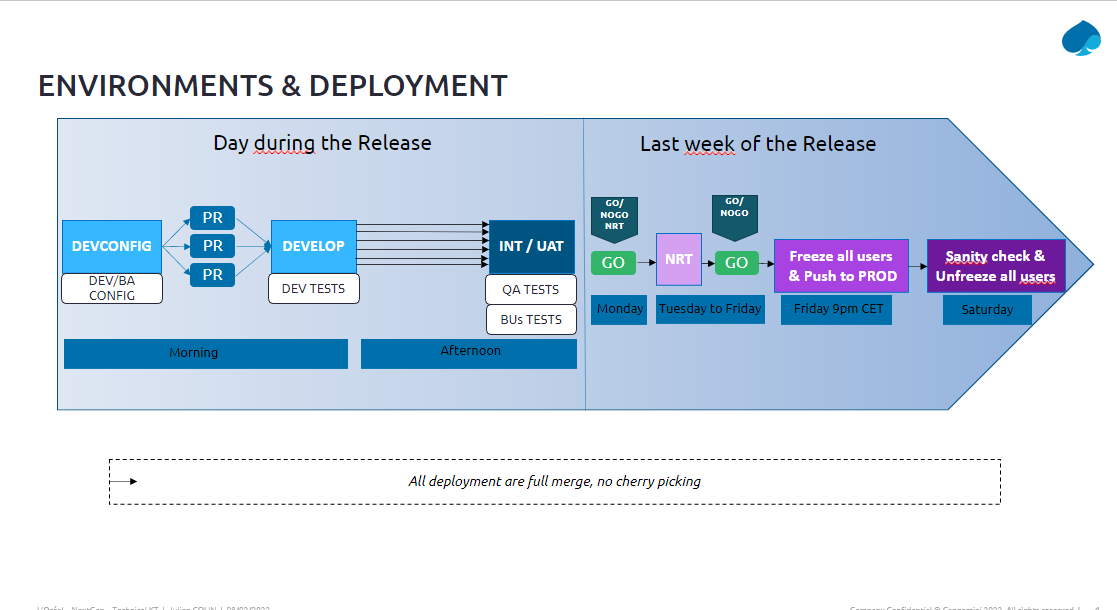 ENVIRONMENTS & DEPLOYMENT
Day during the Release
Last week of the Release
DEVCONFIG
DEV/BA
CONFIG
PR
PR
PR
DEVELOP
DEV TESTS
INT / UAT
QA TESTS
BUs TESTS
Morning
Afternoon
GO/
NOGO
NRT
GO
NRT
GO/
NOGO
GO
Freeze all users
& Push to PROD
Sanity check &
Unfreeze all users
Monday
Tuesday to Friday
Friday 9pm CET
Saturday
All deployment are full merge, no cherry picking